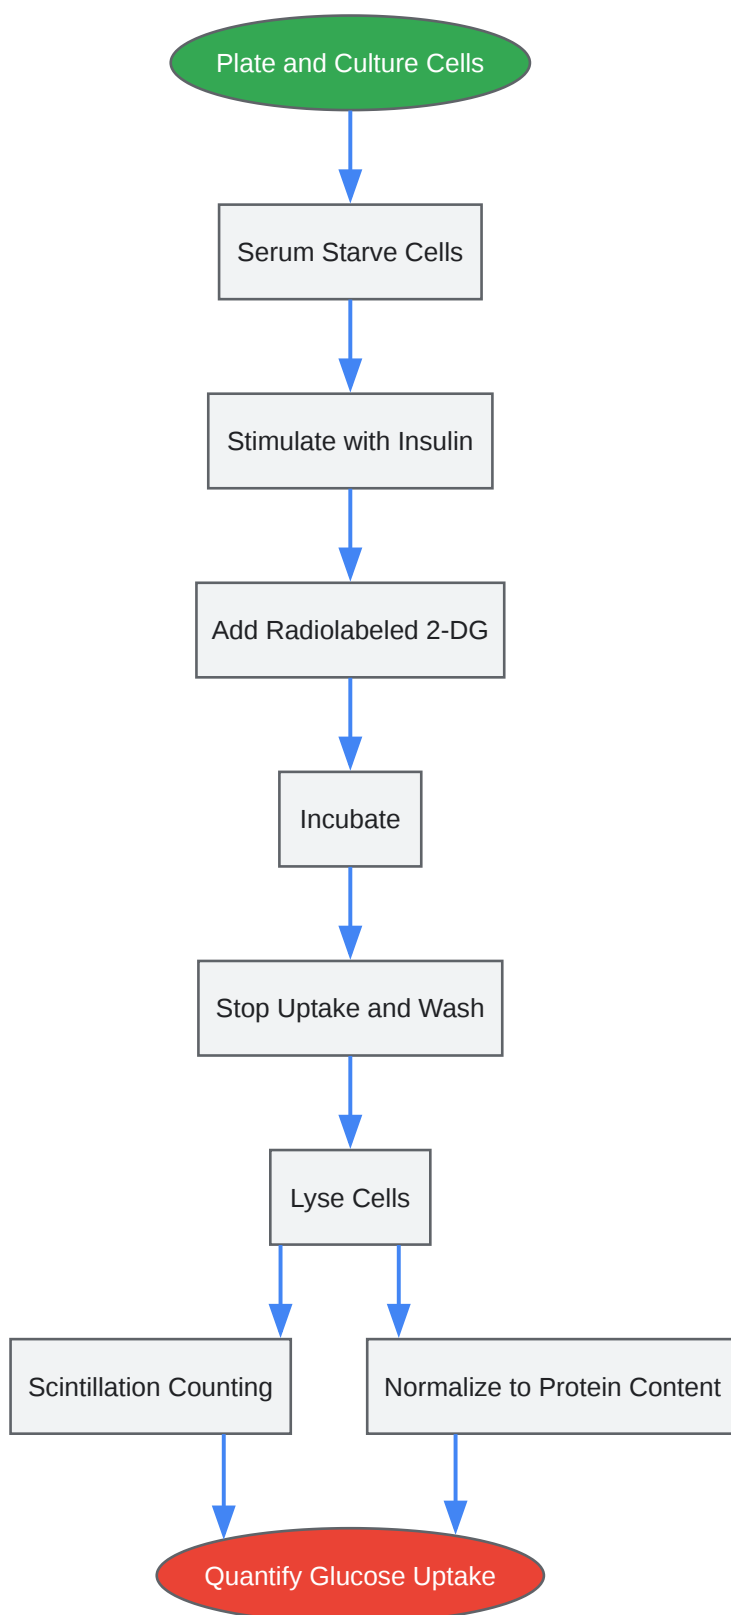 Plate and Culture Cells
Serum Starve Cells
Stimulate with Insulin
Add Radiolabeled 2-DG
Incubate
Stop Uptake and Wash
Lyse Cells
Scintillation Counting
Normalize to Protein Content
Quantify Glucose Uptake